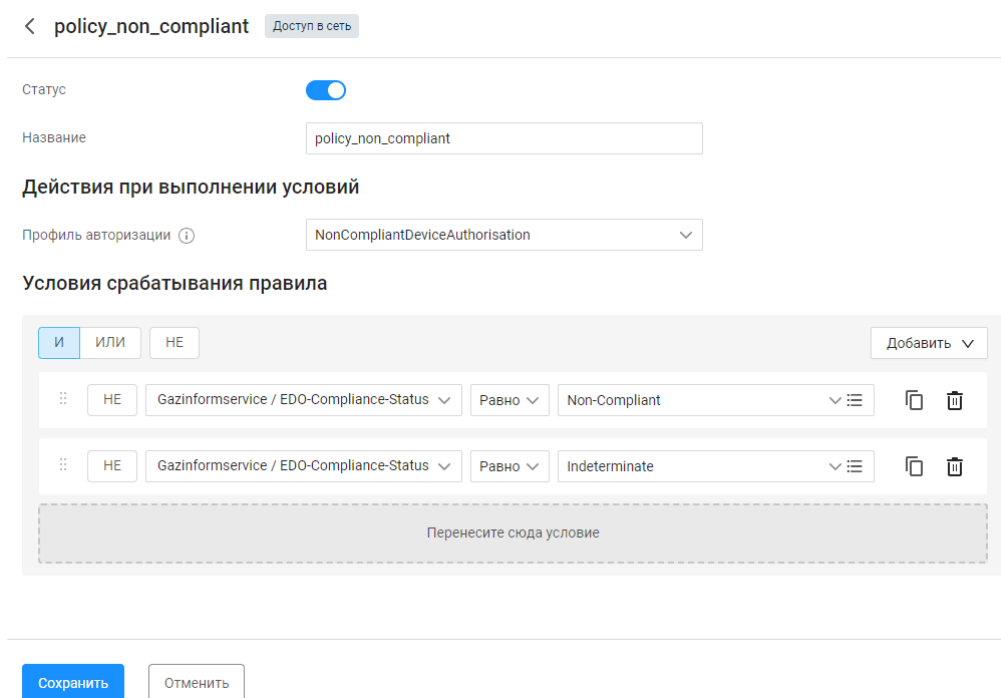 policy_non_compliant Доступ в сеть
Статус
Название policy_non_compliant
Действия при выполнении условий
Профиль авторизации NonCompliantDeviceAuthorisation
Условия срабатывания правила
И ИЛИ НЕ Добавить
НЕ Gazinformservice / EDO-Compliance-Status Равно Non-Compliant
НЕ Gazinformservice / EDO-Compliance-Status Равно Indeterminate
Перенесите сюда условие
Сохранить Отменить